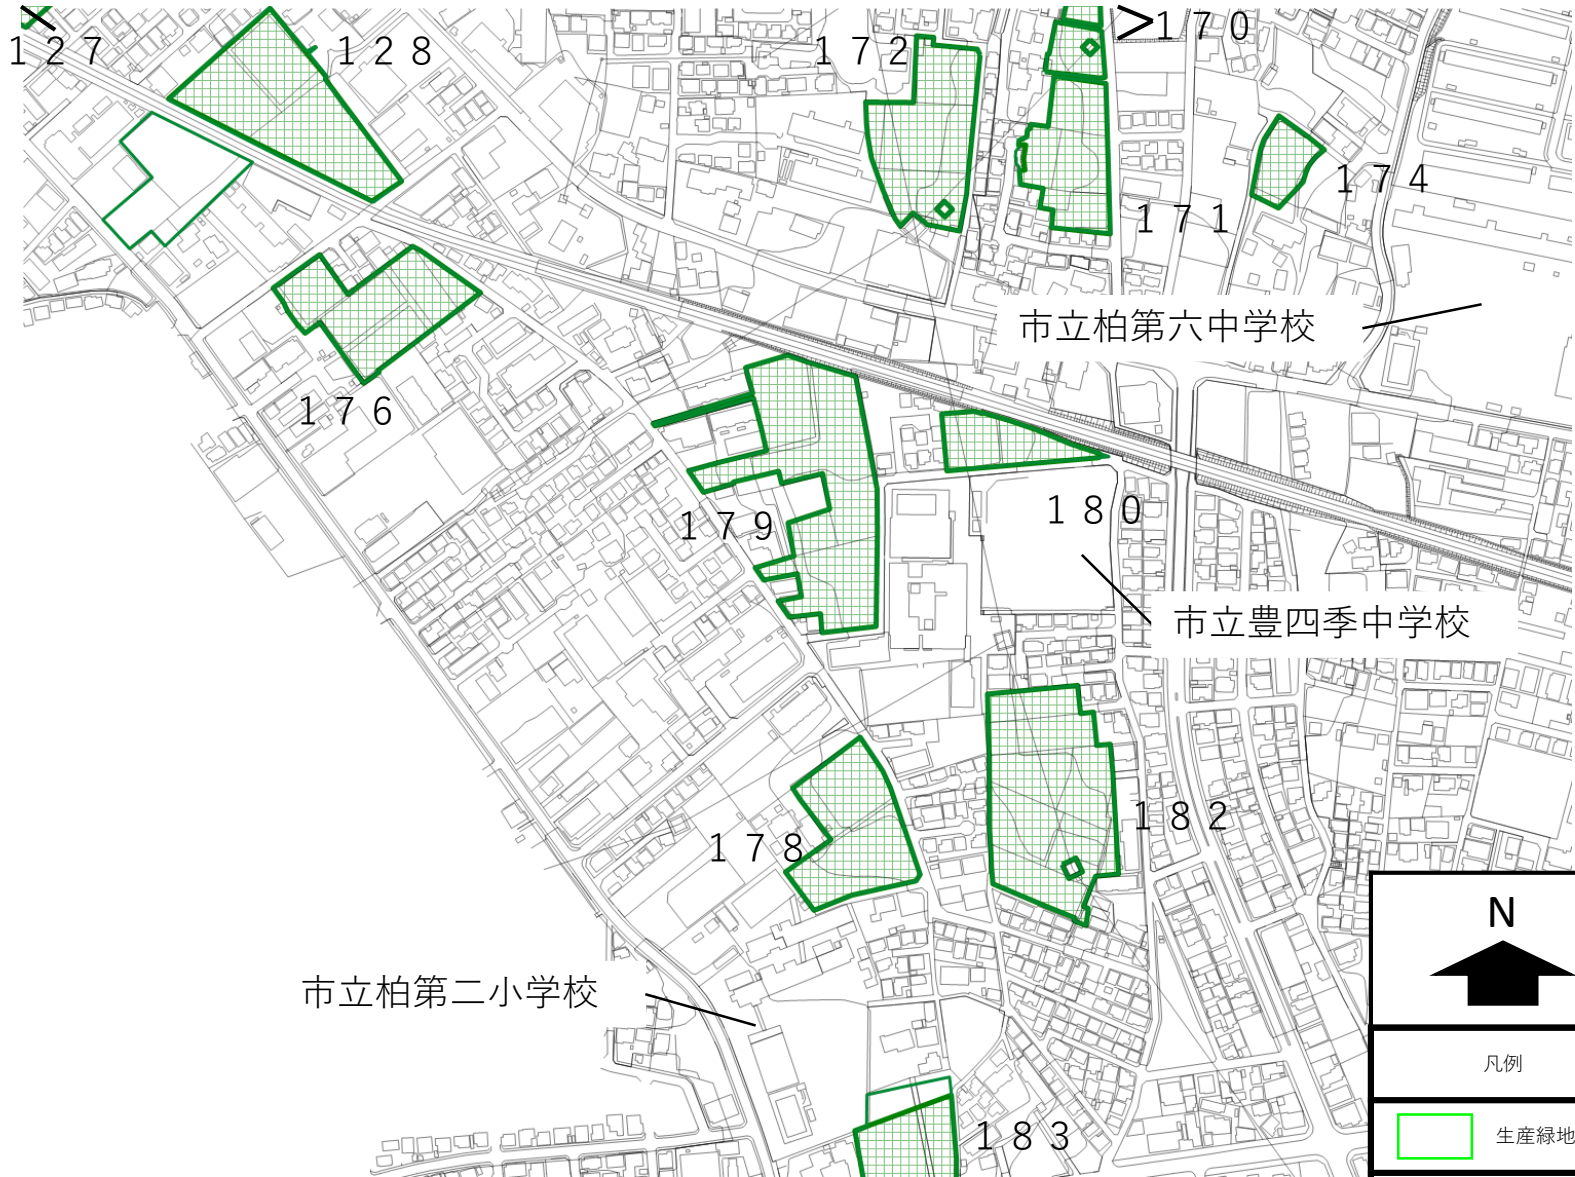 １２７
１２８
１７２
１７０
１７４
１７１
市立柏第六中学校
１７６
１７９
１８０
市立豊四季中学校
１７８
１８２
市立柏第二小学校
N
凡例
生産緑地
１８３